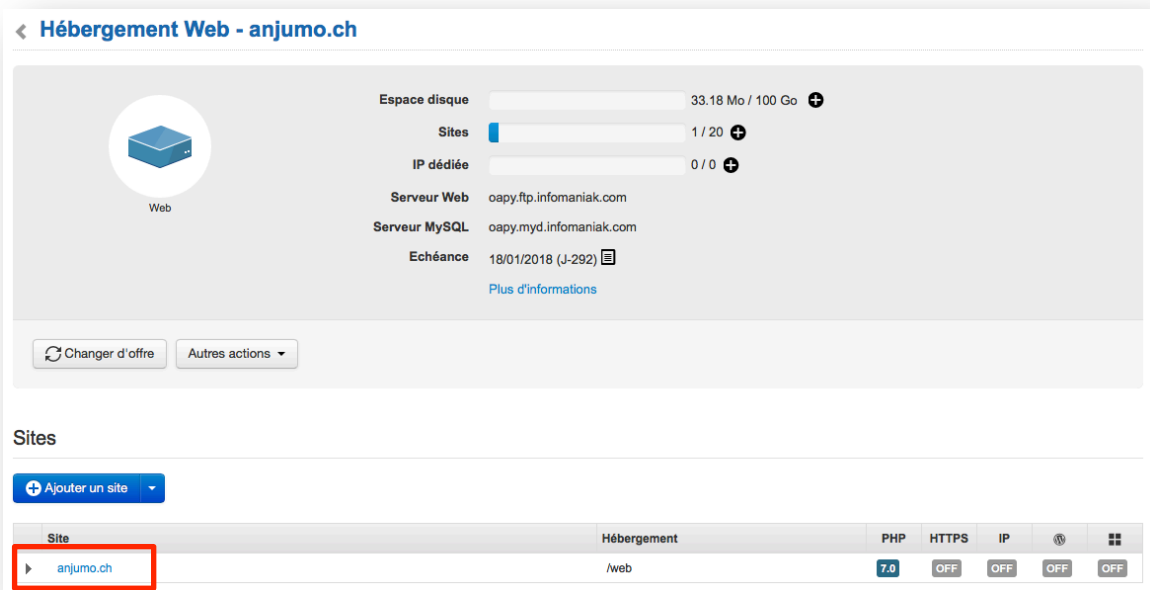 Hébergement Web - anjumo.ch
Espace disque 33.18 Mo / 100 Go
Sites 1 / 20
IP dédiée 0 / 0
Web
Serveur Web oapy.ftp.infomaniak.com
Serveur MySQL oapy.myd.infomaniak.com
Echéance 18/01/2018 (J-292)
Plus d'informations
Changer d'offre Autres actions
Sites
Ajouter un site
Site Hébergement PHP HTTPS IP
anjumo.ch /web 7.0 OFF OFF OFF OFF